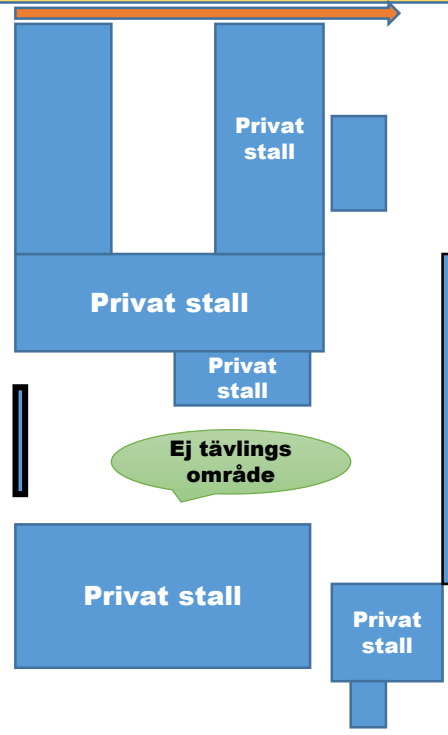 Privat
stall
Privat stall
Privat
stall
Ej tävlings
område
Privat stall
Privat
stall